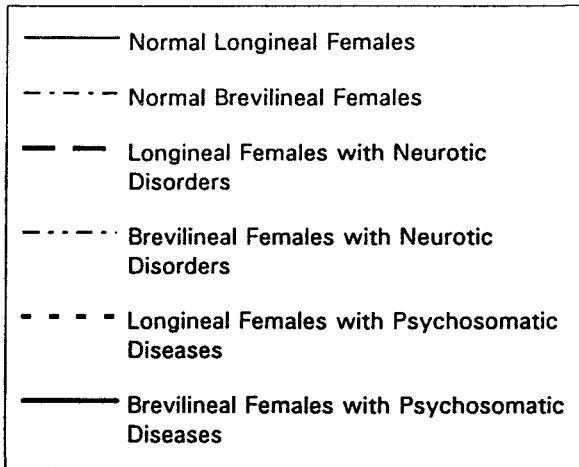 Normal Longineal Females
Normal Brevilineal Females
Longineal Females with Neurotic
Disorders
Brevilineal Females with Neurotic
Disorders
Longineal Females with Psychosomatic
Diseases
Brevilineal Females with Psychosomatic
Diseases